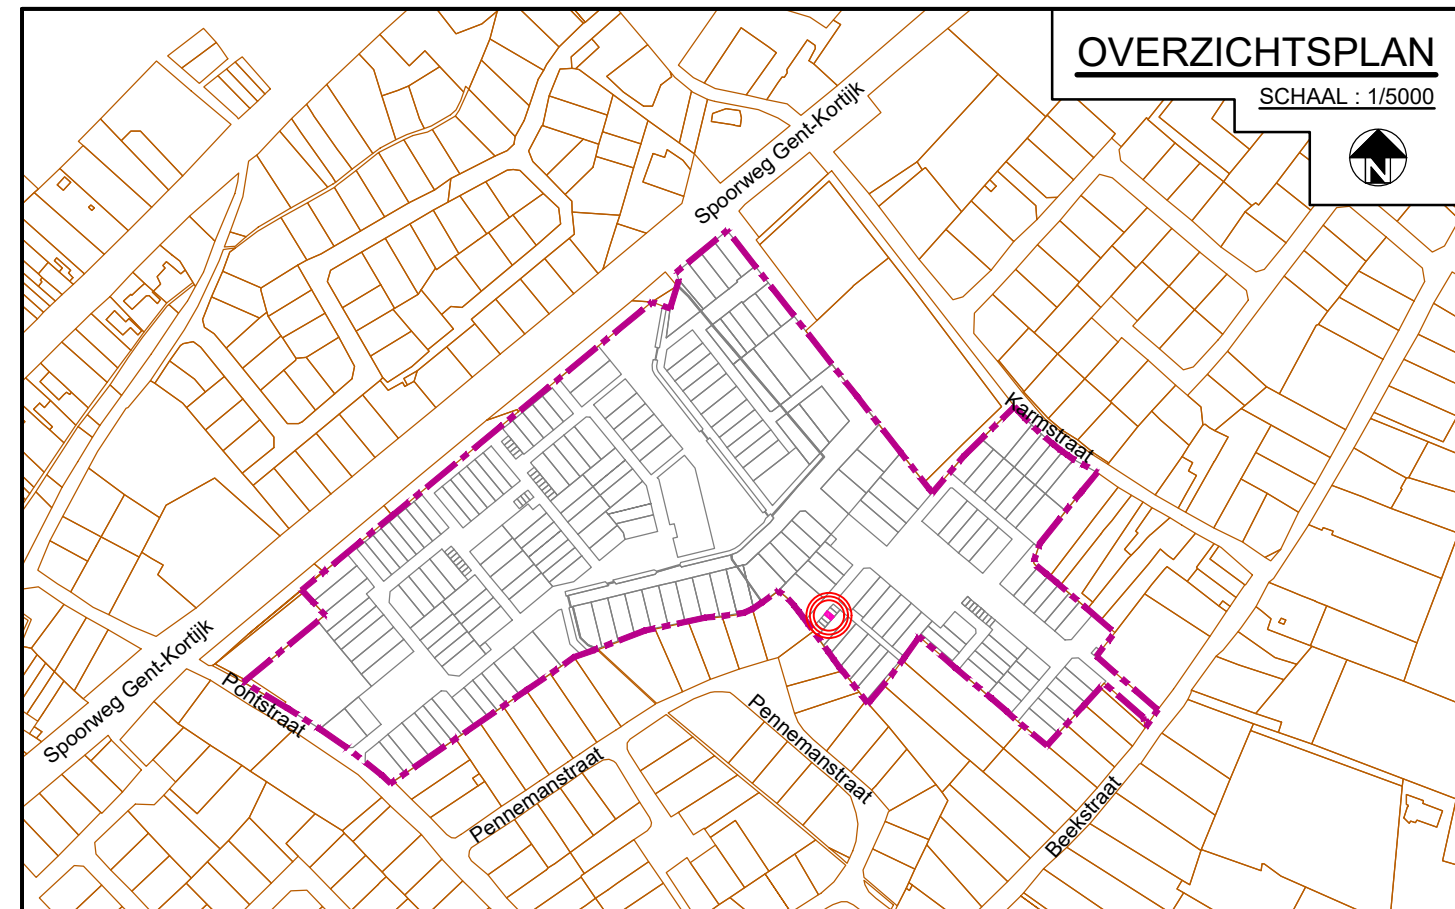 OVERZICHTSPLAN
SCHAAL : 1/5000
N
Spoorweg Gent-Kortijk
Karmstraat
Spoorweg Gent-Kortijk
Pontstraat
Pennemanstraat
Pennemanstraat
Beekstraat